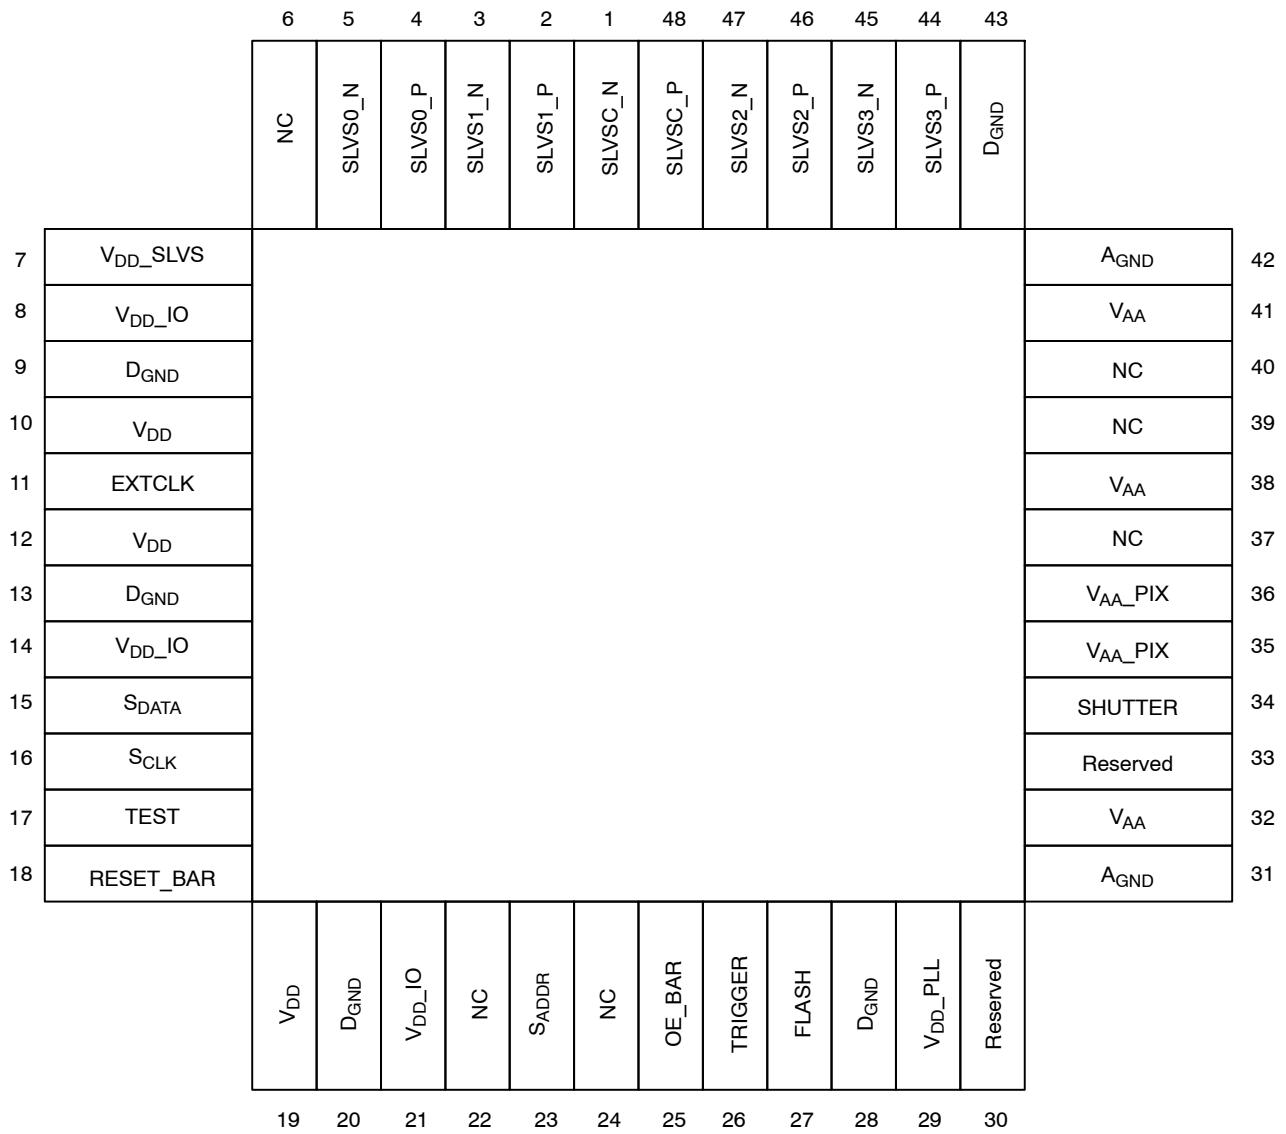 6 5 4 3 2 1 48 47 46 45 44 43
NC
SLVS0_N
SLVS0_P
SLVS1_N
SLVS1_P
SLVSC_N
SLVSC_P
SLVS2_N
SLVS2_P
SLVS3_N
SLVS3_P
DGND
7 VDD_SLVS
8 VDD_IO
9 DGND
10 VDD
11 EXTCLK
12 VDD
13 DGND
14 VDD_IO
15 SDATA
16 SCLK
17 TEST
18 RESET_BAR
AGND 42
VAA 41
NC 40
NC 39
VAA 38
NC 37
VAA_PIX 36
VAA_PIX 35
SHUTTER 34
Reserved 33
VAA 32
AGND 31
VDD
DGND
VDD_IO
NC
SADDR
NC
OE_BAR
TRIGGER
FLASH
DGND
VDD_PLL
Reserved
19 20 21 22 23 24 25 26 27 28 29 30